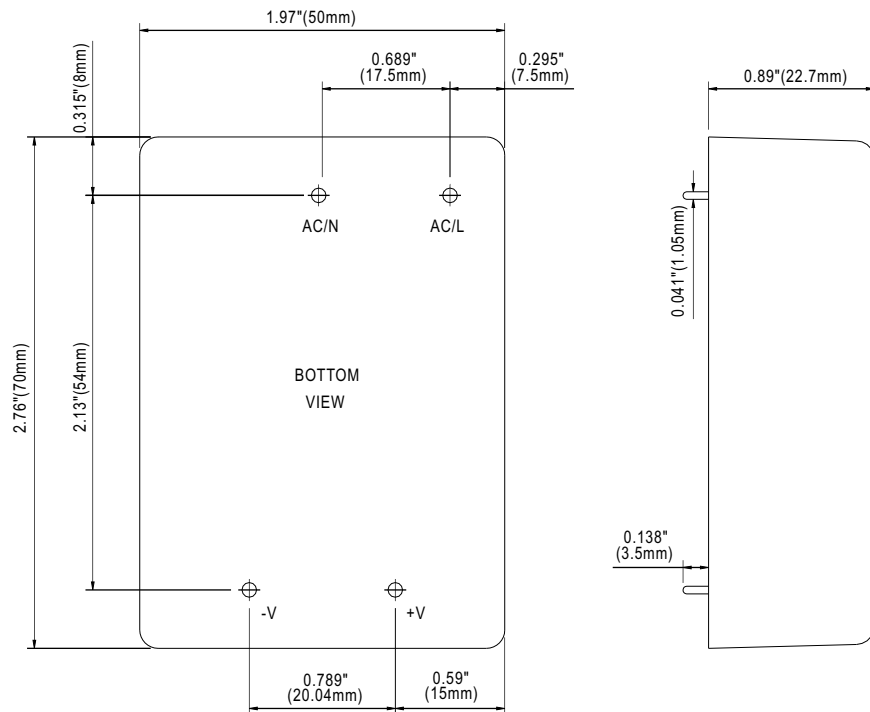 1.97"(50mm)
0.689"
(17.5mm)
0.295"
(7.5mm)
0.89"(22.7mm)
0.315"(8mm)
AC/N
AC/L
0.041"(1.05mm)
2.76"(70mm)
2.13"(54mm)
BOTTOM
VIEW
0.138"
(3.5mm)
-V
+V
0.789"
(20.04mm)
0.59"
(15mm)